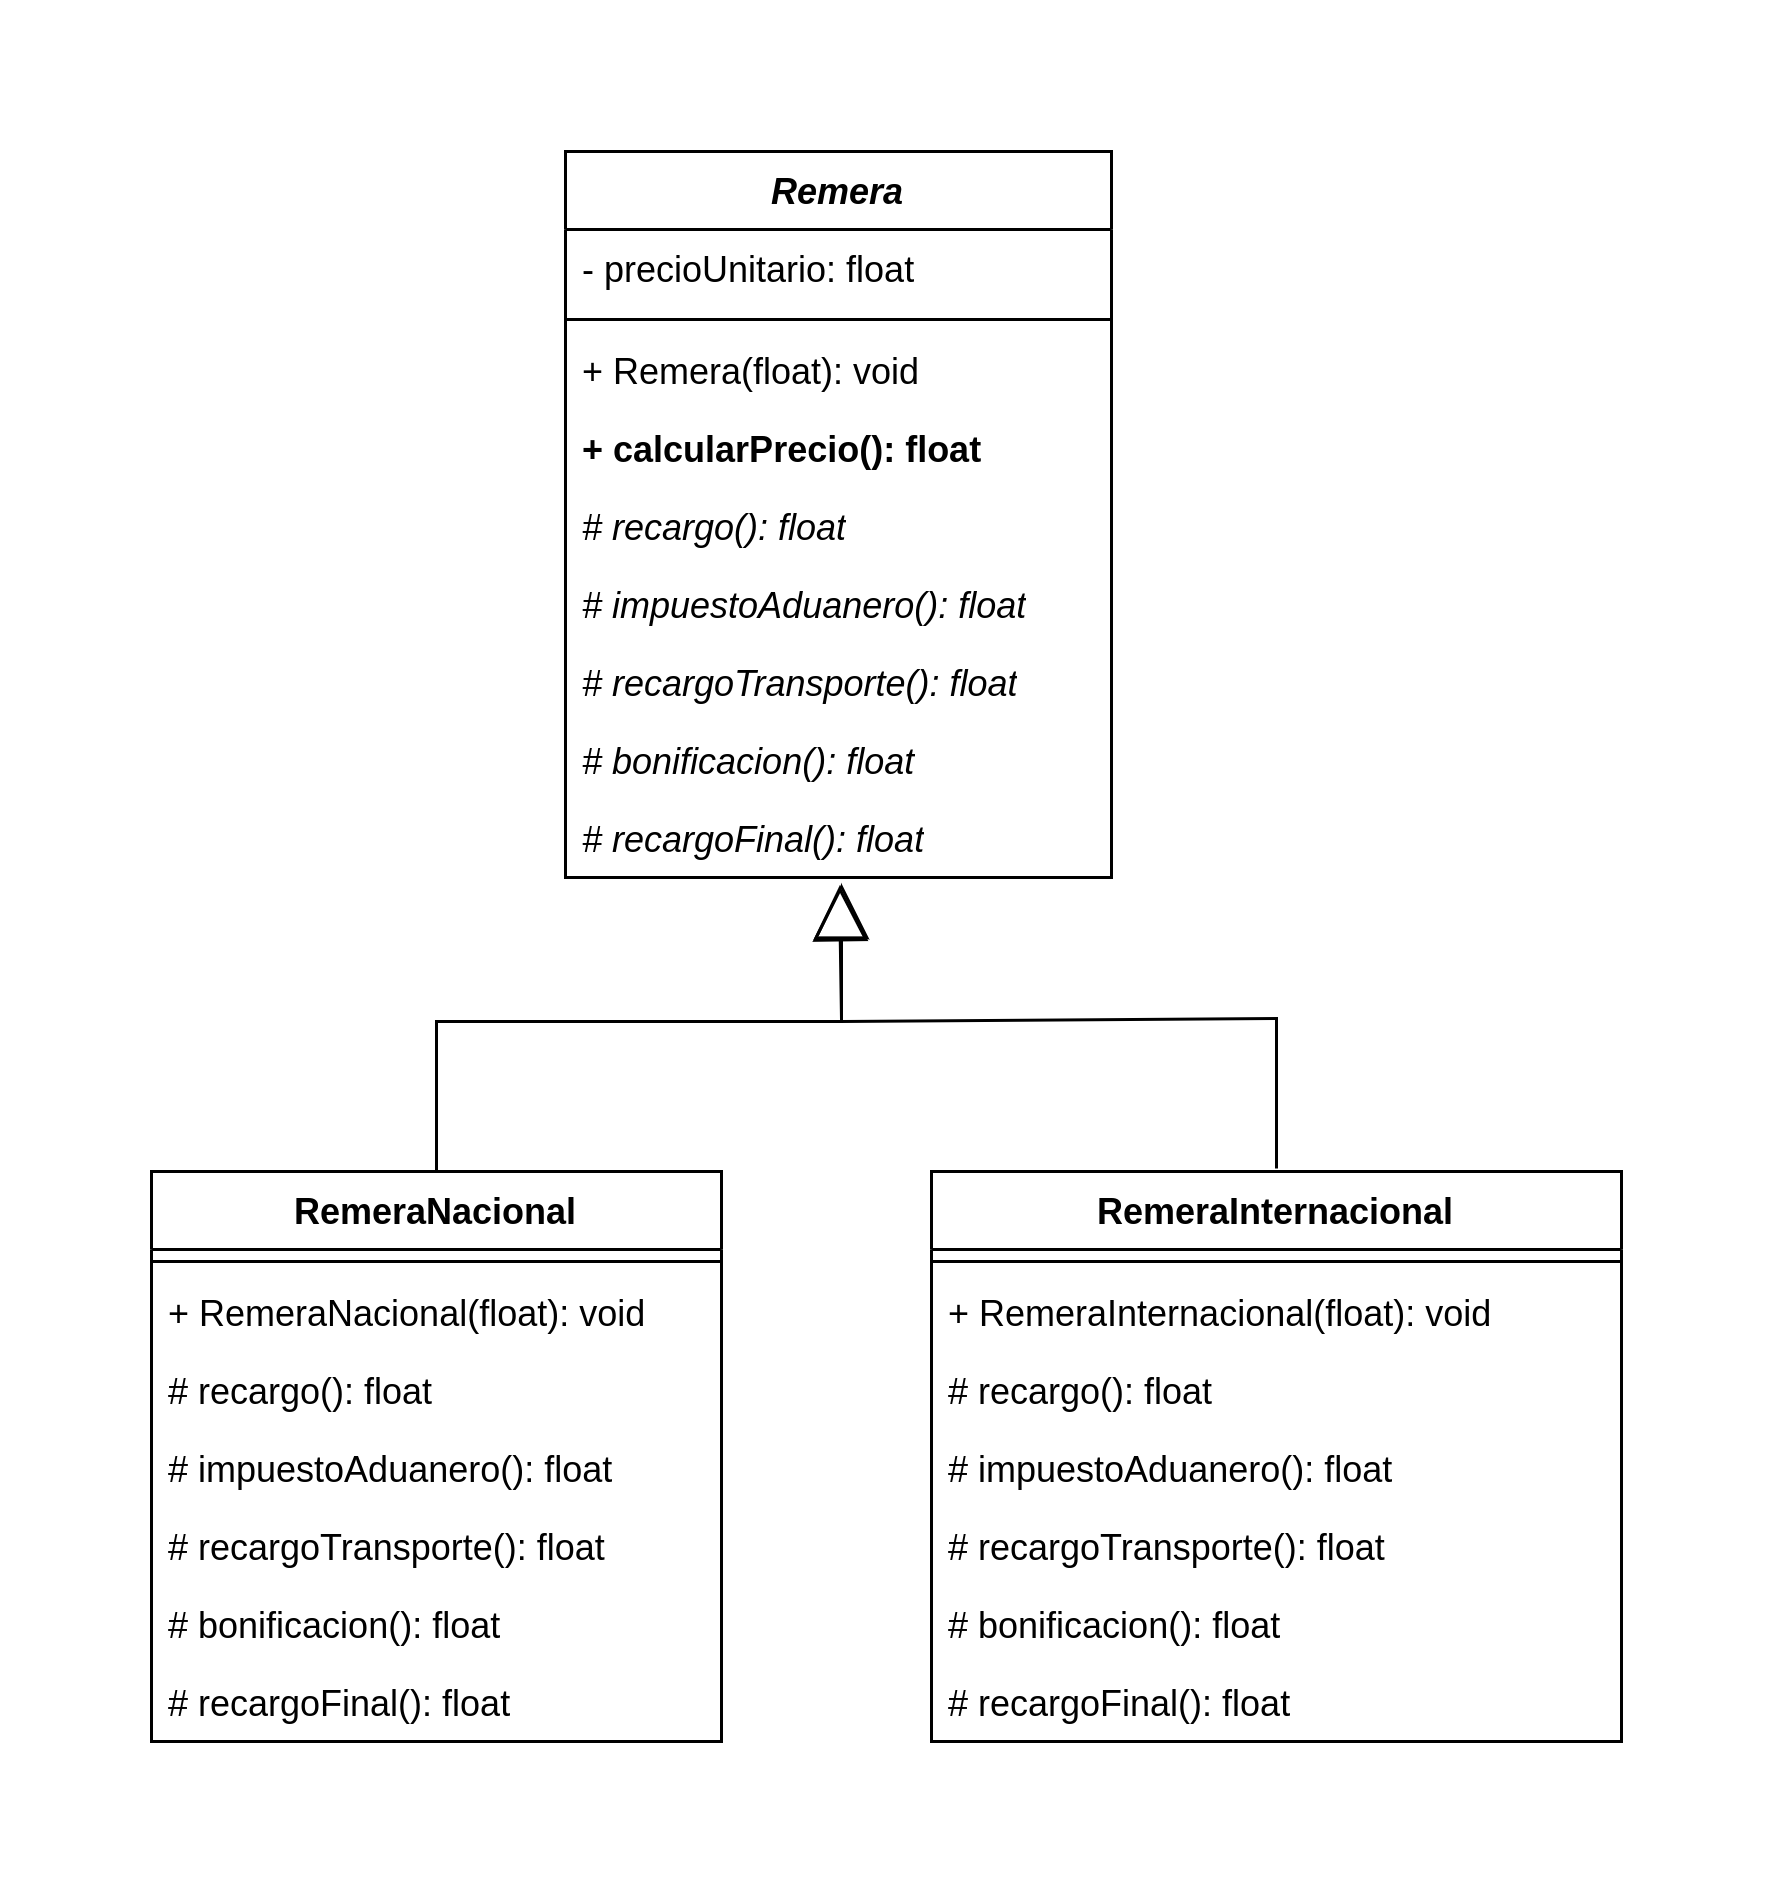 Remera
- precioUnitario: float
+ Remera(float): void
+ calcularPrecio(): float
# recargo(): float
# impuestoAduanero(): float
# recargoTransporte(): float
# bonificacion(): float
# recargoFinal(): float
RemeraNacional
+ RemeraNacional(float): void
# recargo(): float
# impuestoAduanero(): float
# recargoTransporte(): float
# bonificacion(): float
# recargoFinal(): float
RemeraInternacional
+ RemeraInternacional(float): void
# recargo(): float
# impuestoAduanero(): float
# recargoTransporte(): float
# bonificacion(): float
# recargoFinal(): float